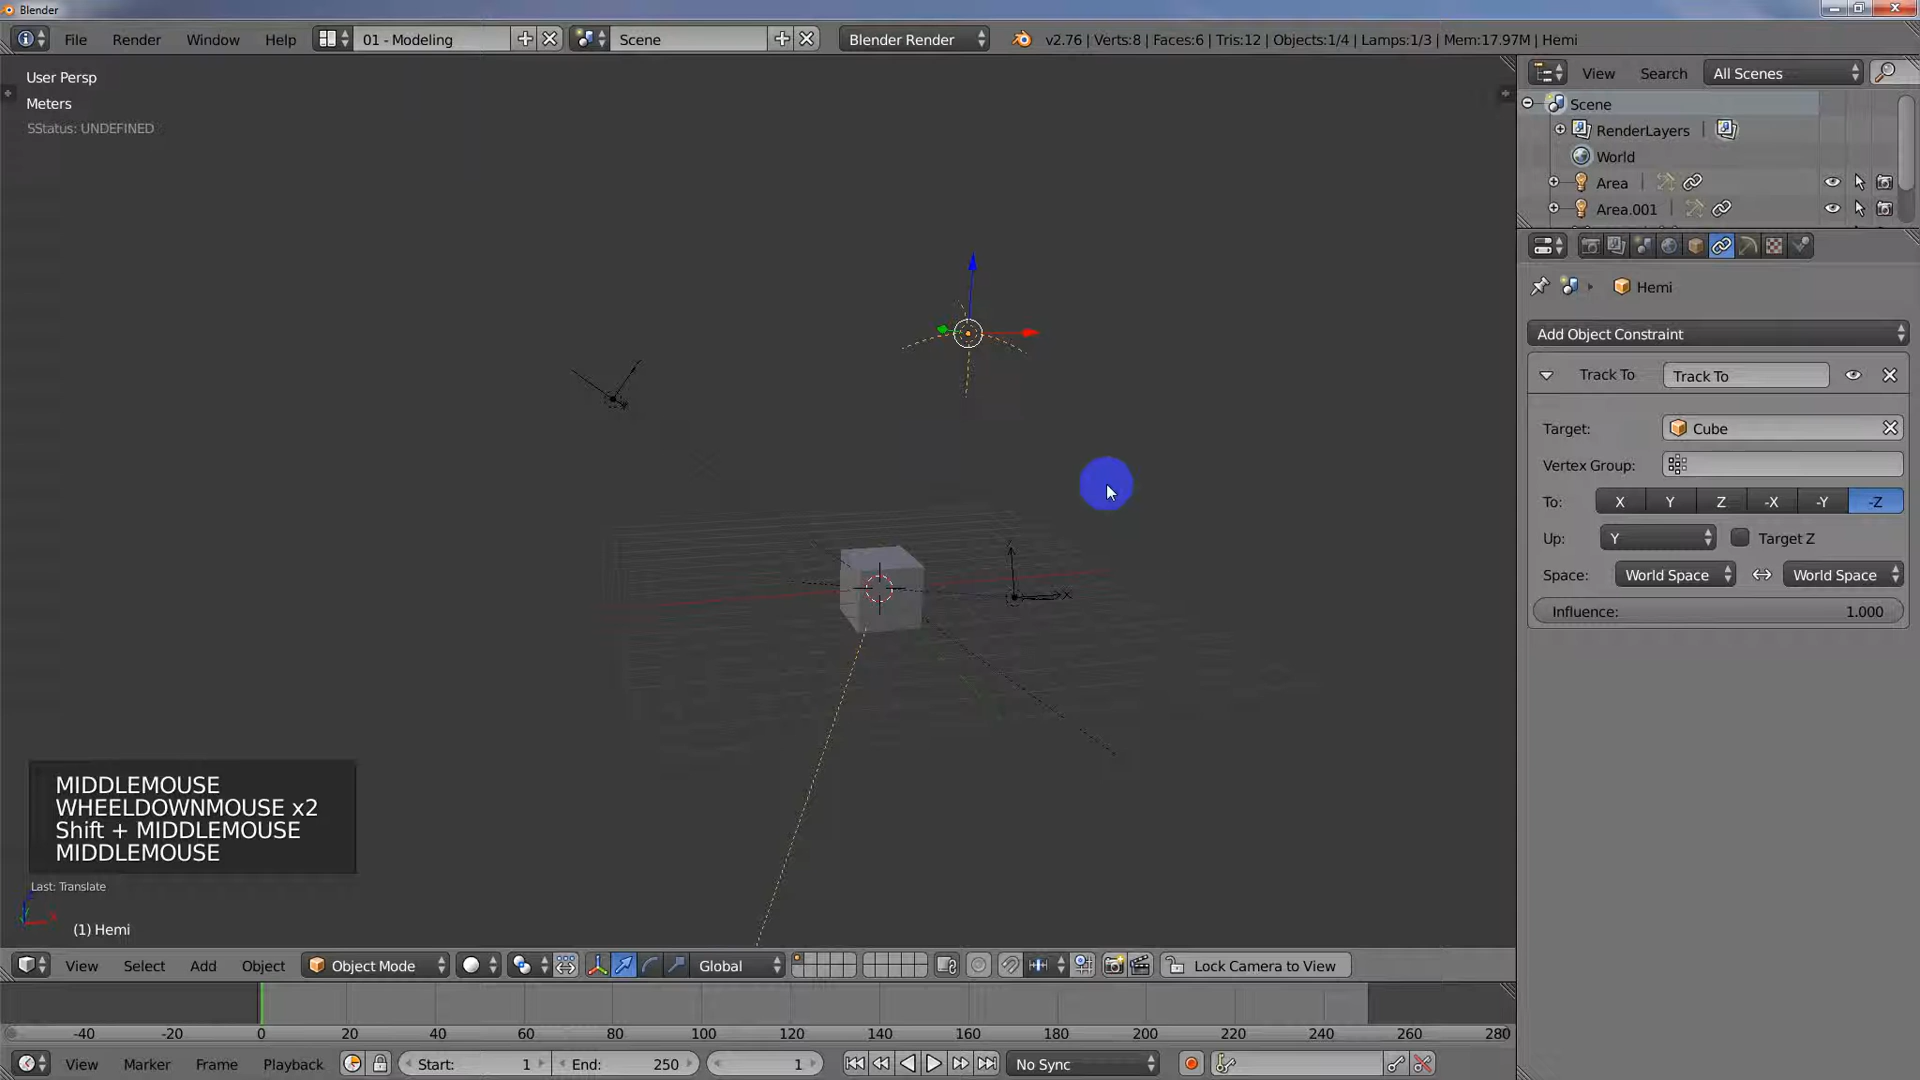 Blender
File Render Window Help 01 - Modeling Scene Blender Render v2.76 | Verts:8 | Faces:6 | Tris:12 | Objects:1/4 | Lamps:1/3 | Mem:17.97M | Hemi
User Persp
Meters
SStatus: UNDEFINED
View Search All Scenes
Scene
RenderLayers
World
Area
Area.001
Hemi
Add Object Constraint
Track To Track To
Target: Cube
Vertex Group:
To: X Y Z -X -Y -Z
Up: Y Target Z
Space: World Space World Space
Influence: 1.000
MIDDLEMOUSE
WHEELDOWNMOUSE x2
Shift + MIDDLEMOUSE
MIDDLEMOUSE
Last: Translate
(1) Hemi
View Select Add Object Object Mode Global Lock Camera to View
-40 -20 0 20 40 60 80 100 120 140 160 180 200 220 240 260 280
View Marker Frame Playback Start: 1 End: 250 1 No Sync